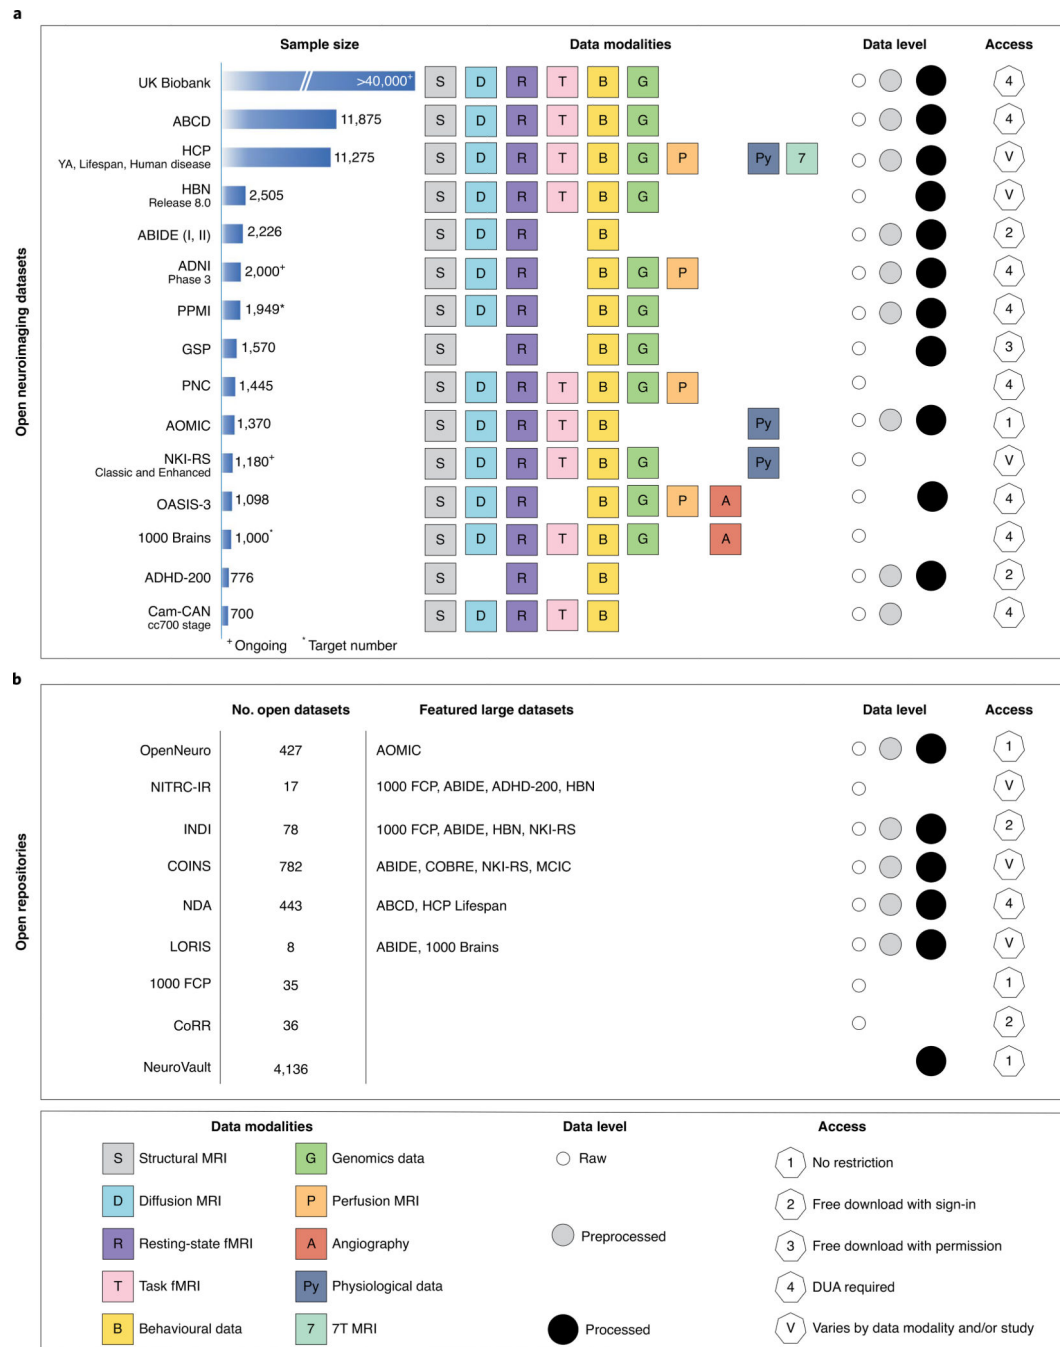 a
Sample size Data modalities Data level Access
Open neuroimaging datasets
UK Biobank >40,000+ S D R T B G 4
ABCD 11,875 S D R T B G 4
HCP
YA, Lifespan, Human disease 11,275 S D R T B G P Py 7 V
HBN
Release 8.0 2,505 S D R T B G V
ABIDE (I, II) 2,226 S D R B 2
ADNI
Phase 3 2,000+ S D R B G P 4
PPMI 1,949* S D R B G 4
GSP 1,570 S R B G 3
PNC 1,445 S D R T B G P 4
AOMIC 1,370 S D R T B Py 1
NKI-RS
Classic and Enhanced 1,180+ S D R T B G Py V
OASIS-3 1,098 S D R B G P A 4
1000 Brains 1,000* S D R T B G A 4
ADHD-200 776 S R B 2
Cam-CAN
cc700 stage 700 S D R T B 4
+ Ongoing * Target number
b
No. open datasets Featured large datasets Data level Access
Open repositories
OpenNeuro 427 AOMIC 1
NITRC-IR 17 1000 FCP, ABIDE, ADHD-200, HBN V
INDI 78 1000 FCP, ABIDE, HBN, NKI-RS 2
COINS 782 ABIDE, COBRE, NKI-RS, MCIC V
NDA 443 ABCD, HCP Lifespan 4
LORIS 8 ABIDE, 1000 Brains V
1000 FCP 35 1
CoRR 36 2
NeuroVault 4,136 1
Data modalities Data level Access
S Structural MRI G Genomics data Raw 1 No restriction
D Diffusion MRI P Perfusion MRI 2 Free download with sign-in
R Resting-state fMRI A Angiography Preprocessed 3 Free download with permission
T Task fMRI Py Physiological data 4 DUA required
B Behavioural data 7 7T MRI Processed V Varies by data modality and/or study